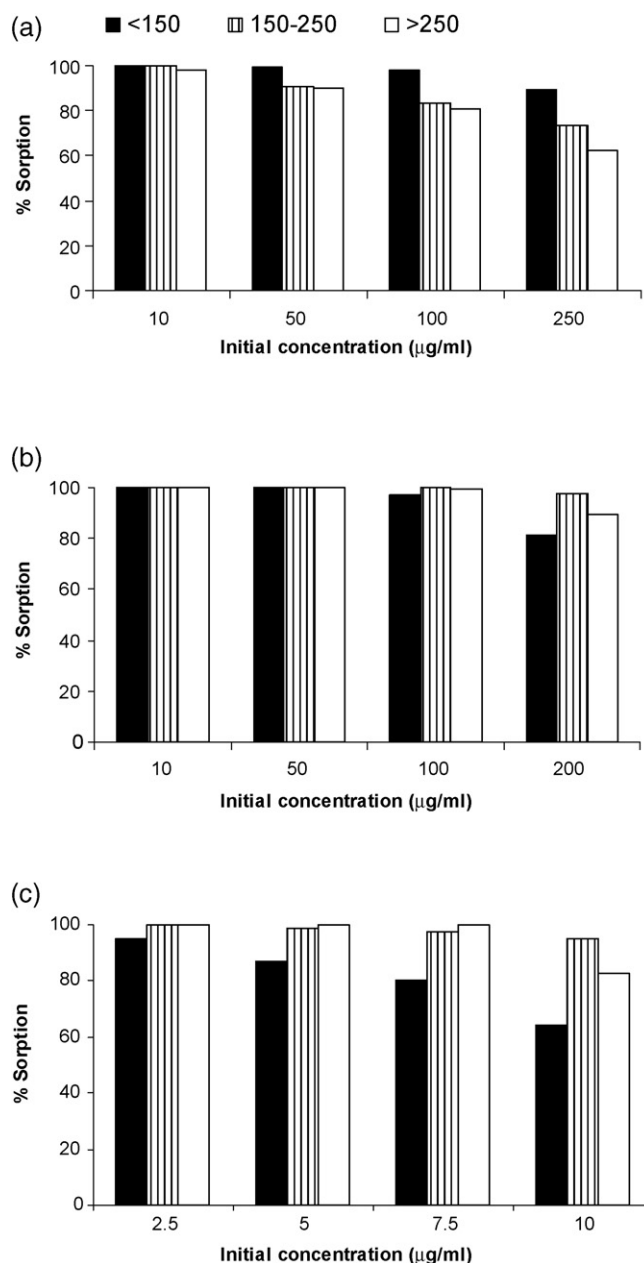 (a)
<150 150-250 >250
100
80
60
40
20
0
% Sorption
10 50 100 250
Initial concentration (μg/ml)
(b)
100
80
60
40
20
0
% Sorption
10 50 100 200
Initial concentration (μg/ml)
(c)
100
80
60
40
20
0
% Sorption
2.5 5 7.5 10
Initial concentration (μg/ml)